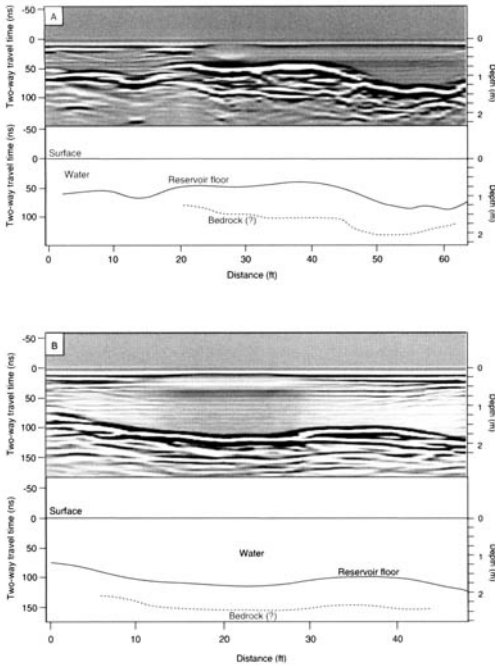 A
Two-way travel time (ns)
-50
0
50
100
0
1
2
Depth (m)
Two-way travel time (ns)
-50
0
50
100
Surface
Water
Reservoir floor
Bedrock (?)
0
1
2
Depth (m)
0
10
20
30
40
50
60
Distance (ft)
B
Two-way travel time (ns)
-50
0
50
100
150
0
1
2
Depth (m)
Two-way travel time (ns)
-50
0
50
100
150
Surface
Water
Reservoir floor
Bedrock (?)
0
1
2
Depth (m)
0
10
20
30
40
Distance (ft)